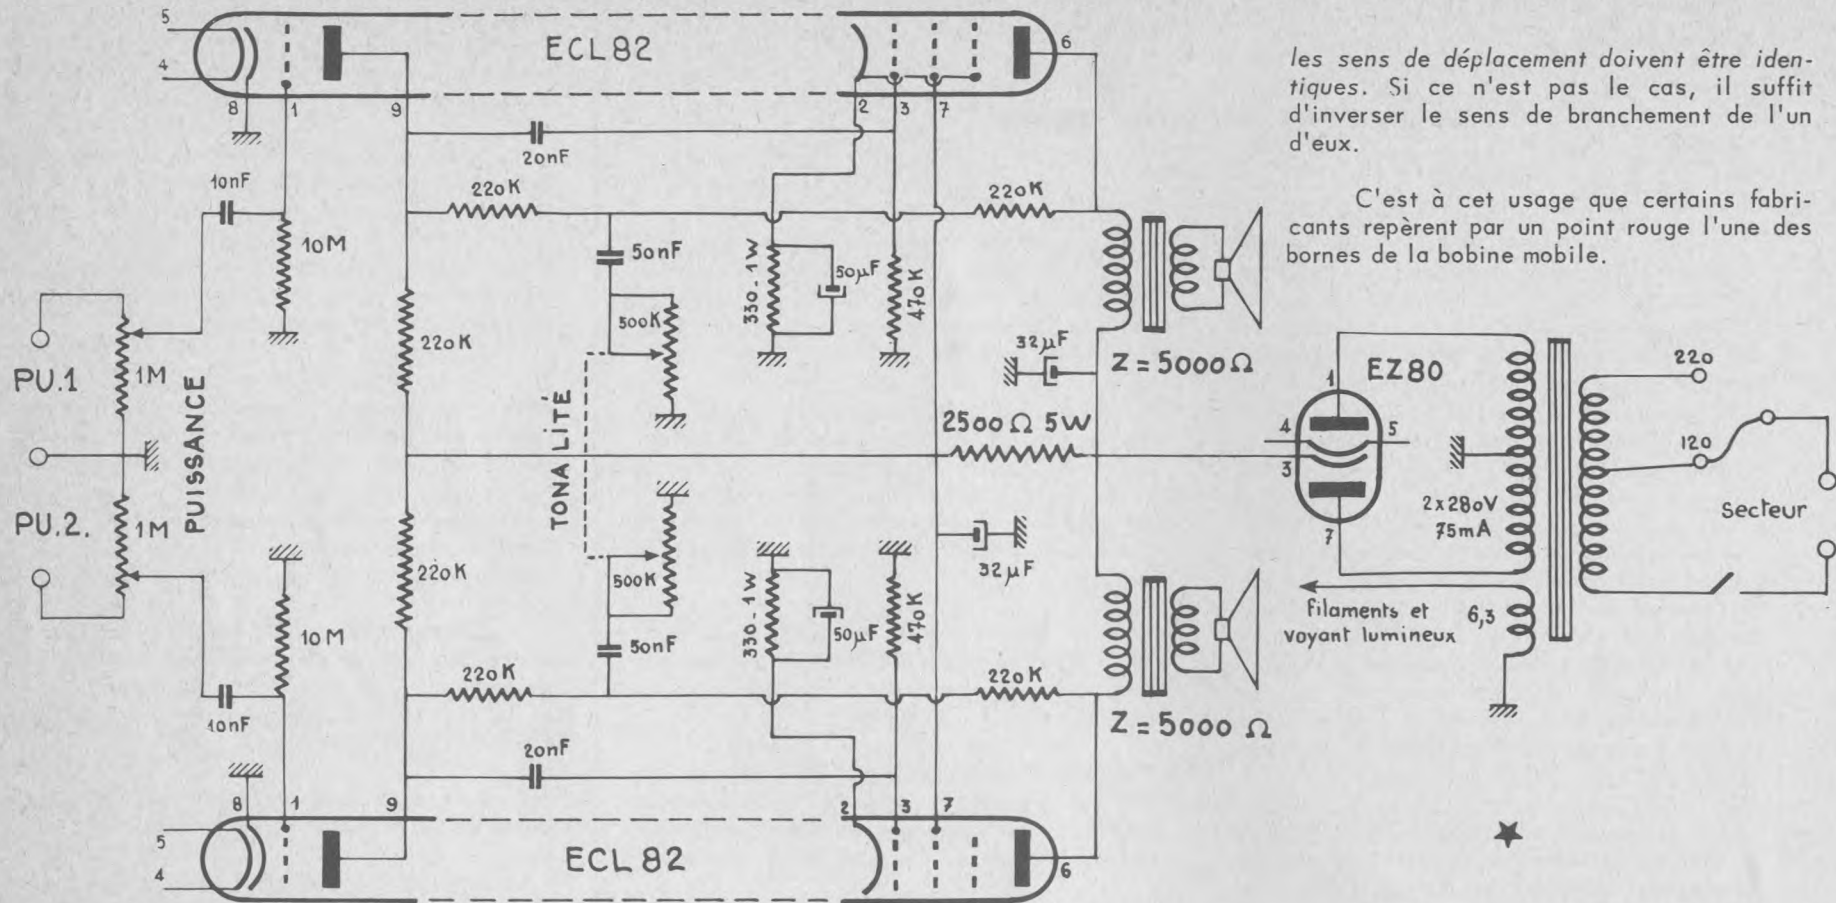 5
ECL82
6
4
8
1
9
2
3
7
20nF
10nF
220K
220K
10M
50nF
330.1W
50µF
470K
500K
220K
32µF
Z = 5000 Ω
PU.1
1M
PUISSANCE
TONALITÉ
2500 Ω 5W
PU.2.
1M
220K
500K
32µF
10M
50nF
330.1W
50µF
470K
220K
220K
10nF
20nF
Z = 5000 Ω
8
1
9
2
3
7
5
4
ECL82
6
les sens de déplacement doivent être iden-
tiques. Si ce n'est pas le cas, il suffit
d'inverser le sens de branchement de l'un
d'eux.
C'est à cet usage que certains fabri-
cants repèrent par un point rouge l'une des
bornes de la bobine mobile.
1
EZ80
4
5
3
7
2x280V
75mA
220
120
Secteur
filaments et
voyant lumineux
6,3